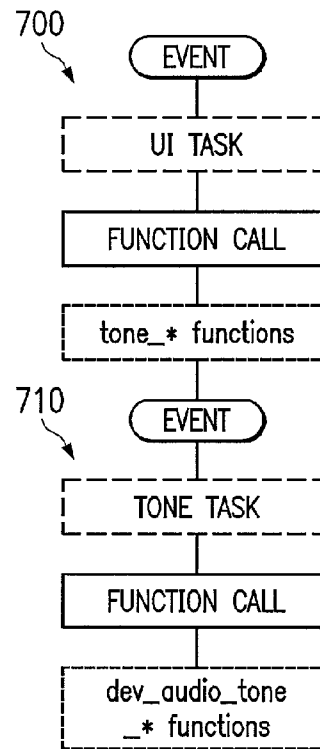 700
EVENT
UI TASK
FUNCTION CALL
tone_* functions
710
EVENT
TONE TASK
FUNCTION CALL
dev_audio_tone
_* functions